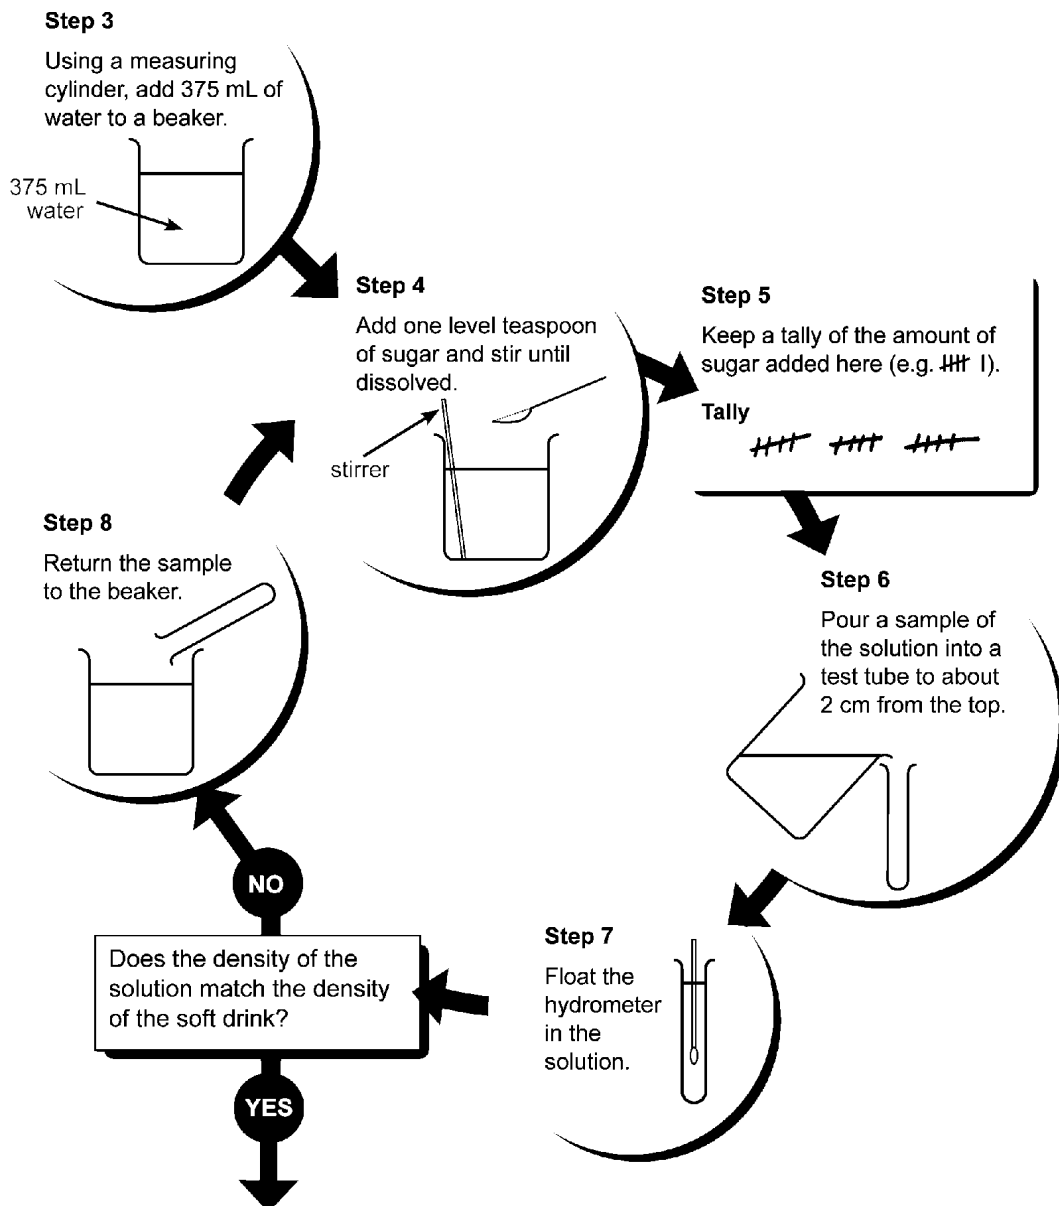 Step 3
Using a measuring
cylinder, add 375 mL of
water to a beaker.
375 mL
water
Step 4
Add one level teaspoon
of sugar and stir until
dissolved.
stirrer
Step 5
Keep a tally of the amount of
sugar added here (e.g. 𝍸 I).
Tally
𝍸 𝍸 𝍸
Step 6
Pour a sample of
the solution into a
test tube to about
2 cm from the top.
Step 7
Float the
hydrometer
in the
solution.
Does the density of the
solution match the density
of the soft drink?
NO
YES
Step 8
Return the sample
to the beaker.